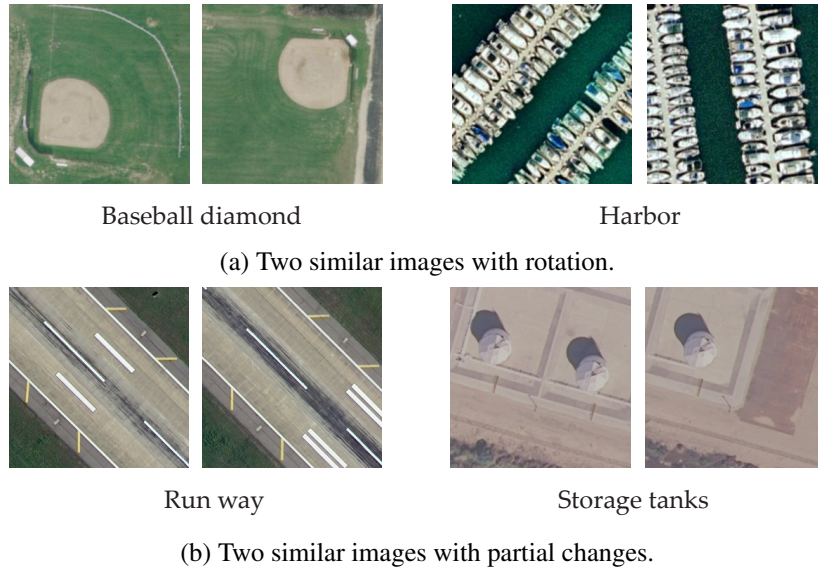 Baseball diamond
Harbor
(a) Two similar images with rotation.
Run way
Storage tanks
(b) Two similar images with partial changes.